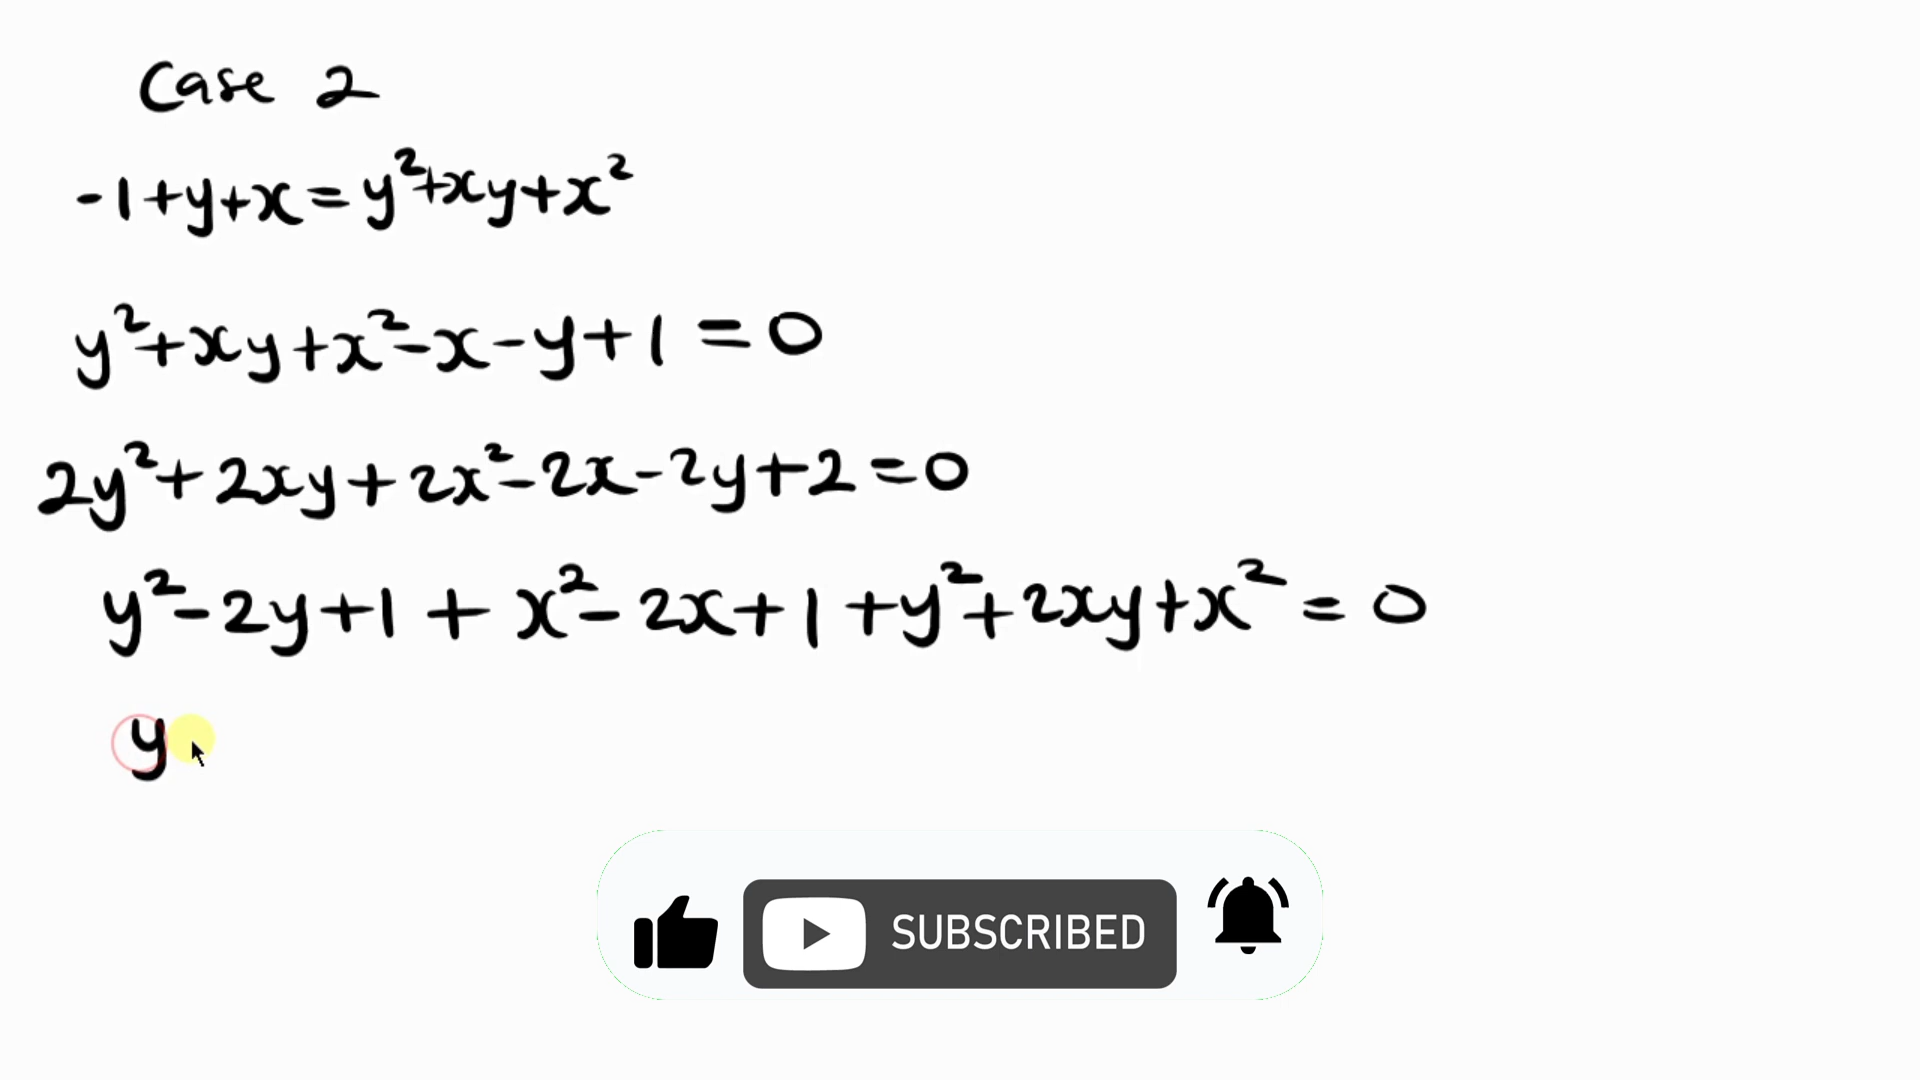 Case 2
-1+y+x=y²+xy+x²
y²+xy+x²-x-y+1=0
2y²+2xy+2x²-2x-2y+2=0
y²-2y+1+x²-2x+1+y²+2xy+x²=0
y
SUBSCRIBED